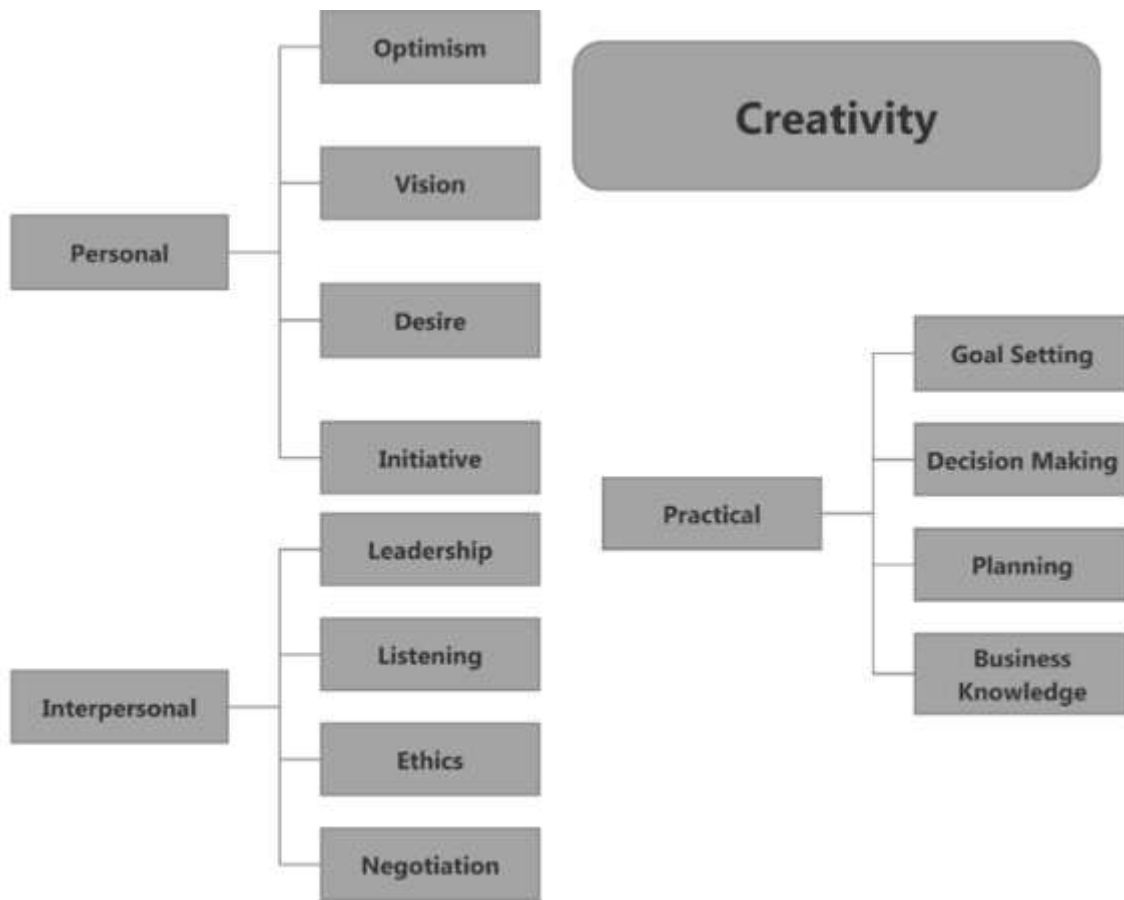 Personal
Optimism
Vision
Desire
Initiative
Interpersonal
Leadership
Listening
Ethics
Negotiation
Creativity
Practical
Goal Setting
Decision Making
Planning
Business
Knowledge